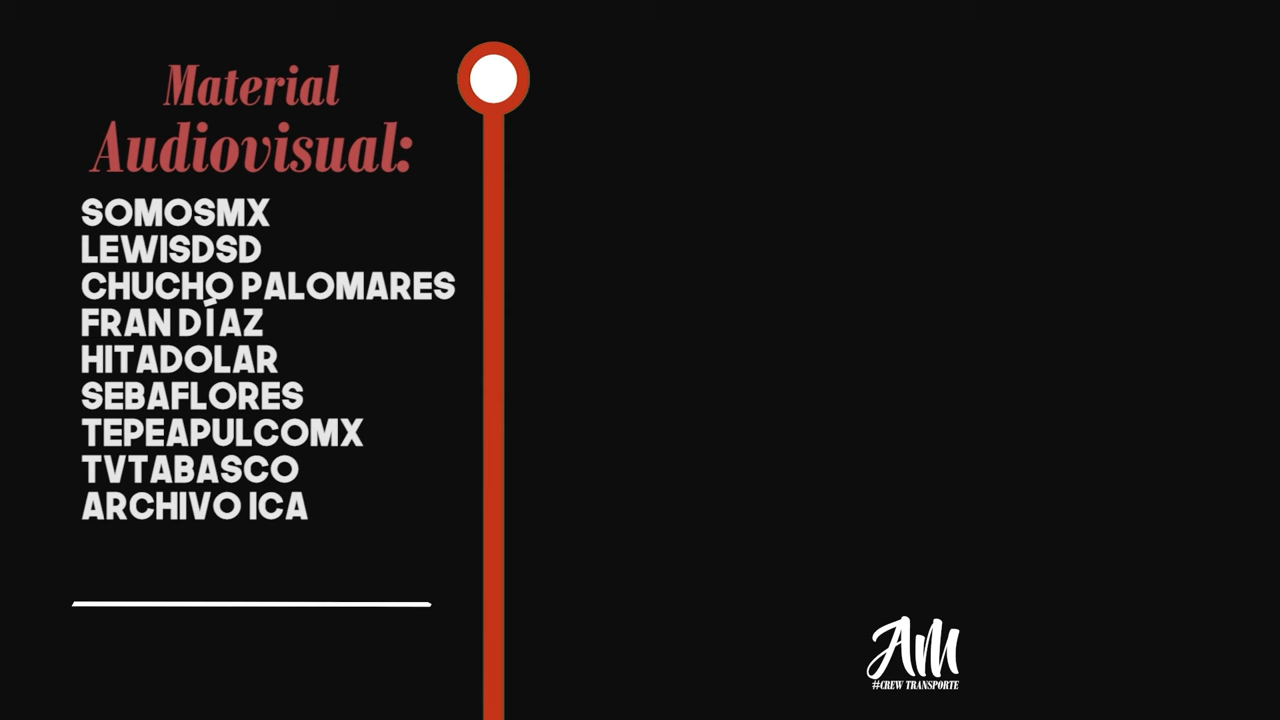 Material
Audiovisual:
SOMOSMX
LEWISDSD
CHUCHO PALOMARES
FRAN DÍAZ
HITADOLAR
SEBAFLORES
TEPEAPULCOMX
TVTABASCO
ARCHIVO ICA
AM
#CREW TRANSPORTE